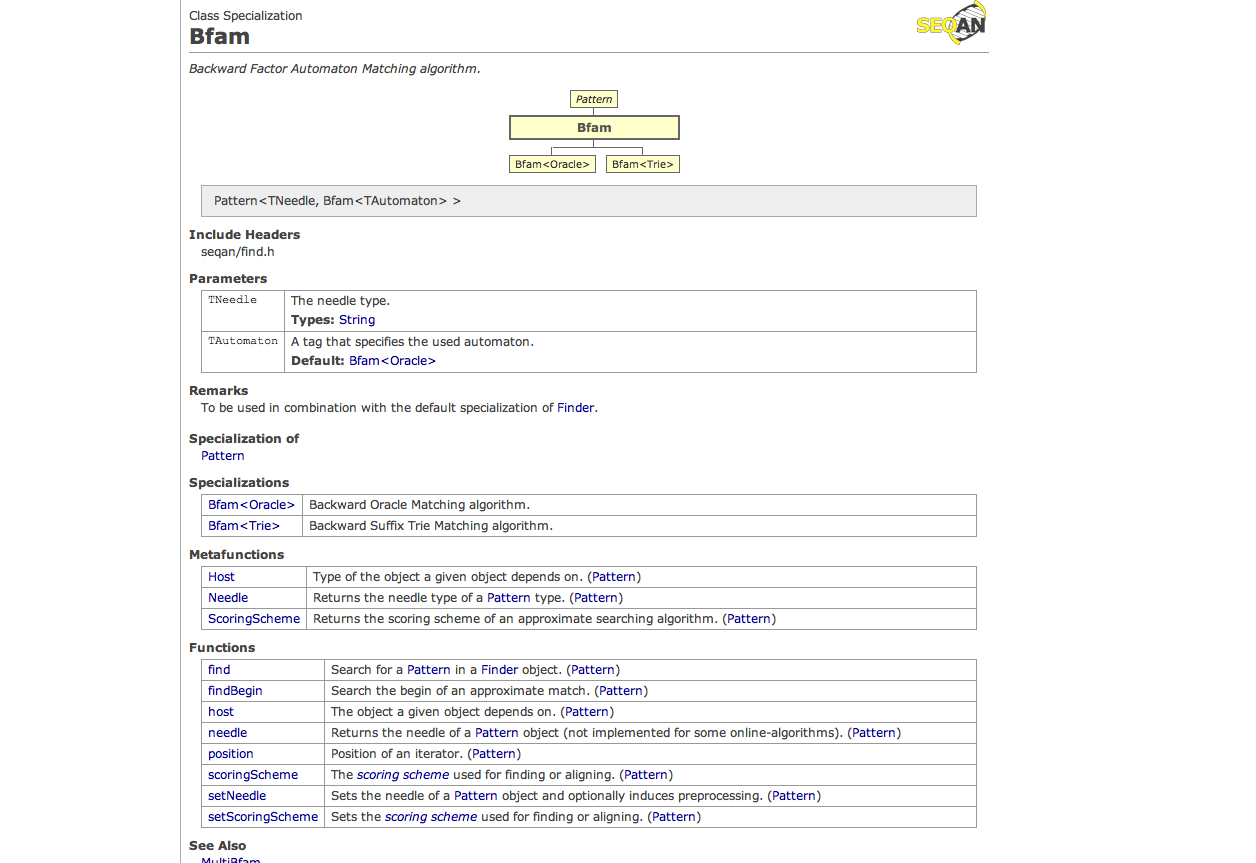 Class Specialization
Bfam
SEQAN
Backward Factor Automaton Matching algorithm.
Pattern
Bfam
Bfam<Oracle> Bfam<Trie>
Pattern<TNeedle, Bfam<TAutomaton> >
Include Headers
seqan/find.h
Parameters
TNeedle The needle type.
Types: String
TAutomaton A tag that specifies the used automaton.
Default: Bfam<Oracle>
Remarks
To be used in combination with the default specialization of Finder.
Specialization of
Pattern
Specializations
Bfam<Oracle> Backward Oracle Matching algorithm.
Bfam<Trie> Backward Suffix Trie Matching algorithm.
Metafunctions
Host Type of the object a given object depends on. (Pattern)
Needle Returns the needle type of a Pattern type. (Pattern)
ScoringScheme Returns the scoring scheme of an approximate searching algorithm. (Pattern)
Functions
find Search for a Pattern in a Finder object. (Pattern)
findBegin Search the begin of an approximate match. (Pattern)
host The object a given object depends on. (Pattern)
needle Returns the needle of a Pattern object (not implemented for some online-algorithms). (Pattern)
position Position of an iterator. (Pattern)
scoringScheme The scoring scheme used for finding or aligning. (Pattern)
setNeedle Sets the needle of a Pattern object and optionally induces preprocessing. (Pattern)
setScoringScheme Sets the scoring scheme used for finding or aligning. (Pattern)
See Also
MultiBfam